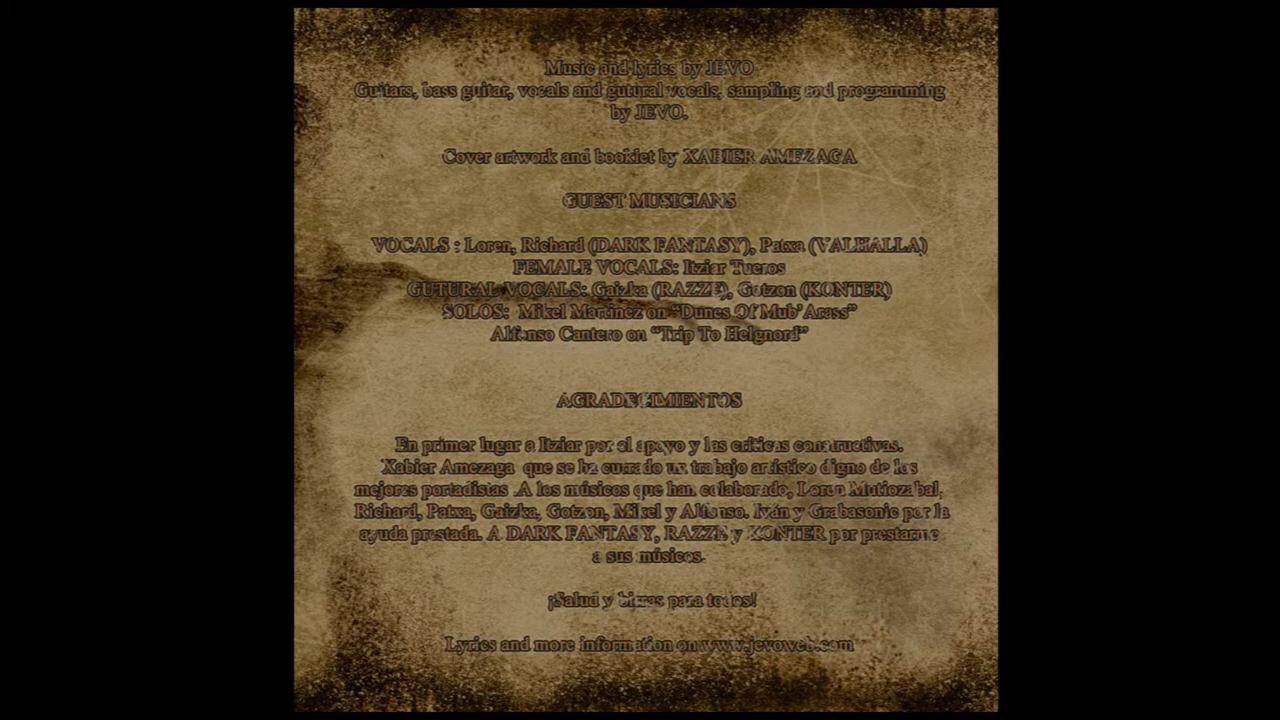 Music and lyrics by JEVO
Guitars, bass guitar, vocals and gutural vocals, sampling and programming
by JEVO.
Cover artwork and booklet by XABIER AMEZAGA
GUEST MUSICIANS
VOCALS : Loren, Richard (DARK FANTASY), Patxa (VALHALLA)
FEMALE VOCALS: Itziar Tueros
GUTURAL VOCALS: Gaizka (RAZZE), Gotzon (KONTER)
SOLOS: Mikel Martinez on “Dunes Of Mub’Arass”
Alfonso Cantero on “Trip To Helgnord”
AGRADECIMIENTOS
En primer lugar a Itziar por el apoyo y las críticas constructivas.
Xabier Amezaga que se ha currado un trabajo artístico digno de los
mejores portadistas .A los músicos que han colaborado, Loren Mutiozabal,
Richard, Patxa, Gaizka, Gotzon, Mikel y Alfonso. Iván y Grabasonic por la
ayuda prestada. A DARK FANTASY, RAZZE y KONTER por prestarme
a sus músicos.
¡Salud y birras para todos!
Lyrics and more information on www.jevoweb.com